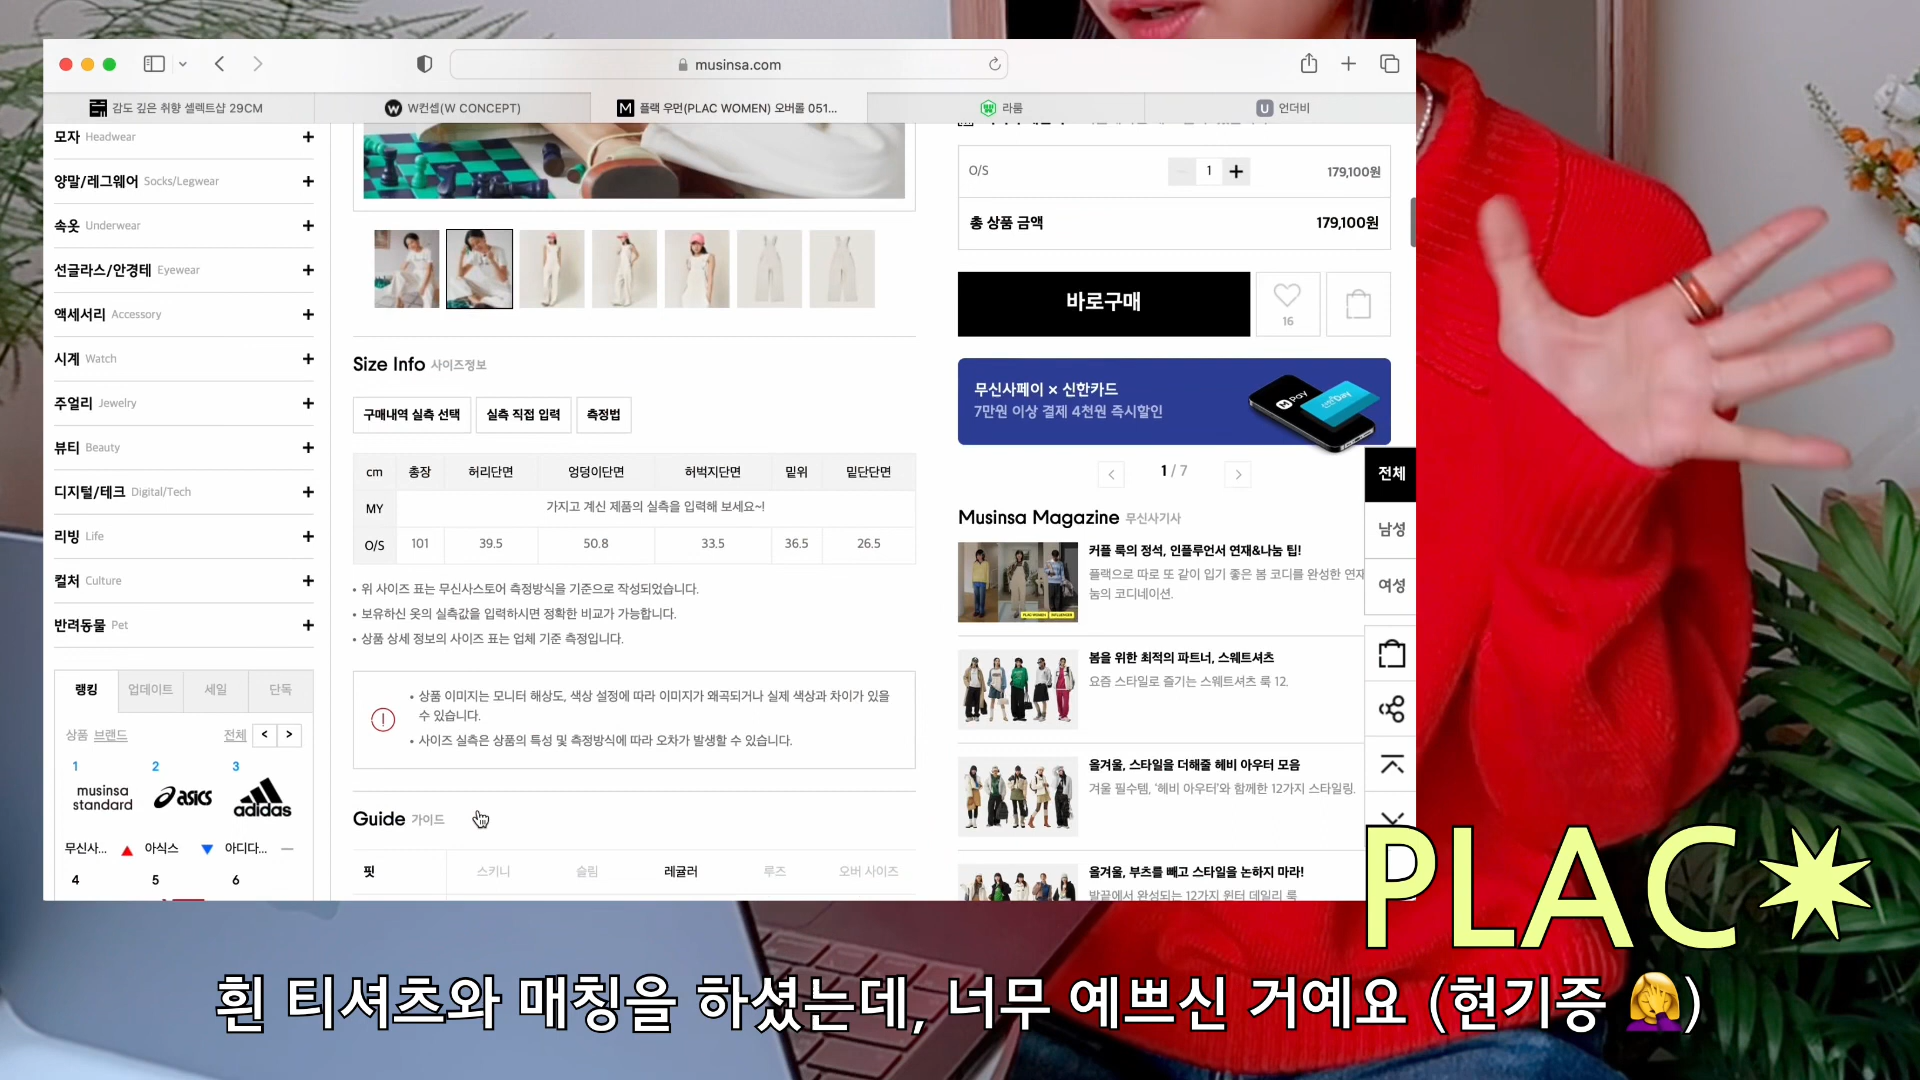 musinsa.com
감도 깊은 취향 셀렉트샵 29CM
W컨셉(W CONCEPT)
플랙 우먼(PLAC WOMEN) 오버롤 051...
라룸
언더비
모자 Headwear
양말/레그웨어 Socks/Legwear
속옷 Underwear
선글라스/안경테 Eyewear
액세서리 Accessory
시계 Watch
주얼리 Jewelry
뷰티 Beauty
디지털/테크 Digital/Tech
리빙 Life
컬처 Culture
반려동물 Pet
랭킹 업데이트 세일 단독
상품 브랜드 전체 < >
1 2 3
musinsa standard
asics
adidas
무신사... 아식스 아디다...
4 5 6
Size Info 사이즈정보
구매내역 실측 선택 실측 직접 입력 측정법
cm 총장 허리단면 엉덩이단면 허벅지단면 밑위 밑단단면
MY 가지고 계신 제품의 실측을 입력해 보세요~!
O/S 101 39.5 50.8 33.5 36.5 26.5
• 위 사이즈 표는 무신사스토어 측정방식을 기준으로 작성되었습니다.
• 보유하신 옷의 실측값을 입력하시면 정확한 비교가 가능합니다.
• 상품 상세 정보의 사이즈 표는 업체 기준 측정입니다.
• 상품 이미지는 모니터 해상도, 색상 설정에 따라 이미지가 왜곡되거나 실제 색상과 차이가 있을
수 있습니다.
• 사이즈 실측은 상품의 특성 및 측정방식에 따라 오차가 발생할 수 있습니다.
Guide 가이드
핏 스키니 슬림 레귤러 루즈 오버 사이즈
O/S 1 179,100원
총 상품 금액 179,100원
바로구매
16
무신사페이 × 신한카드
7만원 이상 결제 4천원 즉시할인
1 / 7
Musinsa Magazine 무신사기사
커플 룩의 정석, 인플루언서 연재&나눔 팁!
플랙으로 따로 또 같이 입기 좋은 봄 코디를 완성한 연재
눔의 코디네이션.
봄을 위한 최적의 파트너, 스웨트셔츠
요즘 스타일로 즐기는 스웨트셔츠 룩 12.
올겨울, 스타일을 더해줄 헤비 아우터 모음
겨울 필수템, '헤비 아우터'와 함께한 12가지 스타일링.
올겨울, 부츠를 빼고 스타일을 논하지 마라!
발끝에서 완성되는 12가지 윈터 데일리 룩
전체
남성
여성
PLAC
흰 티셔츠와 매칭을 하셨는데, 너무 예쁘신 거예요 (현기증 🤦‍♀️)